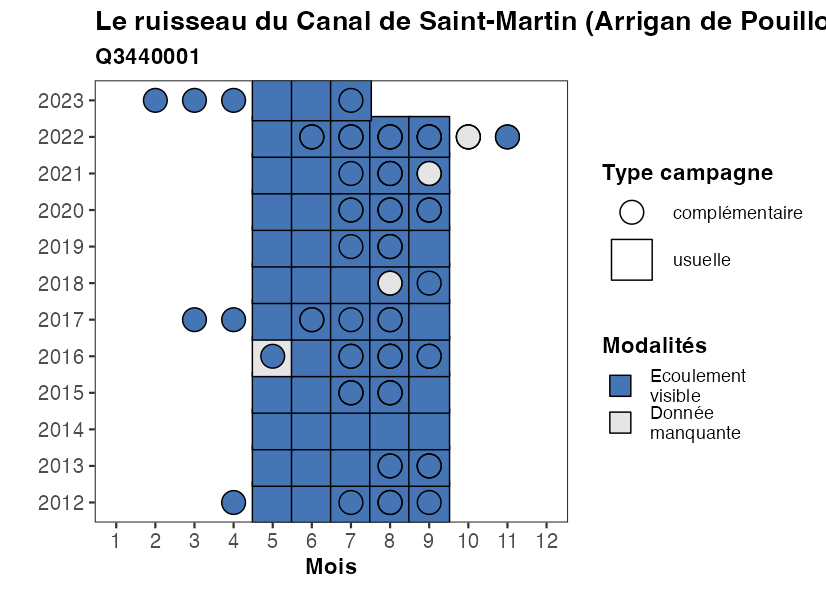 Le ruisseau du Canal de Saint-Martin (Arrigan de Pouillo
Q3440001
2023
2022
2021
2020
2019
2018
2017
2016
2015
2014
2013
2012
1 2 3 4 5 6 7 8 9 10 11 12
Mois
Type campagne
complémentaire
usuelle
Modalités
Ecoulement
visible
Donnée
manquante